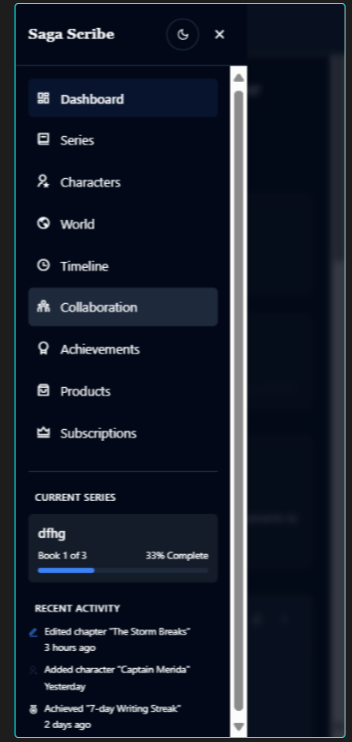 Saga Scribe
Dashboard
Series
Characters
World
Timeline
Collaboration
Achievements
Products
Subscriptions
CURRENT SERIES
dfhg
Book 1 of 3 33% Complete
RECENT ACTIVITY
Edited chapter "The Storm Breaks"
3 hours ago
Added character "Captain Merida"
Yesterday
Achieved "7-day Writing Streak"
2 days ago